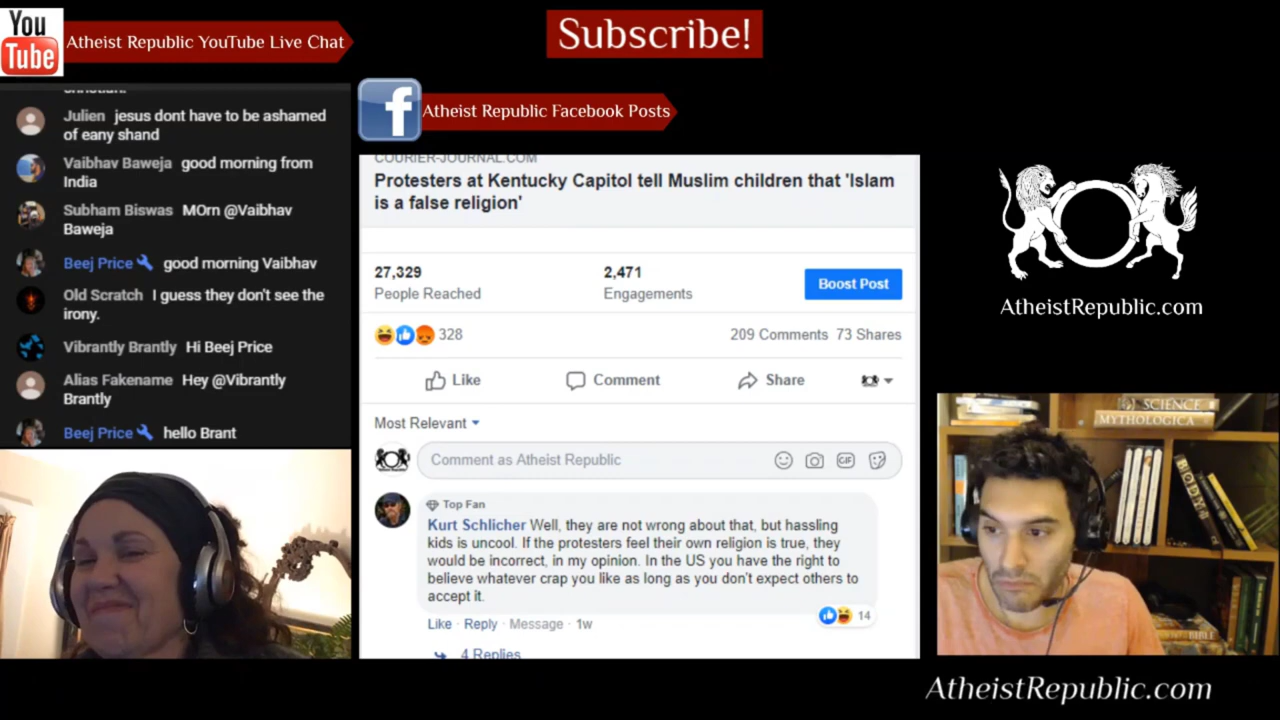 You
Tube
Atheist Republic YouTube Live Chat
Subscribe!
Julien jesus dont have to be ashamed
of eany shand
Vaibhav Baweja good morning from
India
Subham Biswas MOrn @Vaibhav
Baweja
Beej Price good morning Vaibhav
Old Scratch I guess they don't see the
irony.
Vibrantly Brantly Hi Beej Price
Alias Fakename Hey @Vibrantly
Brantly
Beej Price hello Brant
f
Atheist Republic Facebook Posts
COURIER-JOURNAL.COM
Protesters at Kentucky Capitol tell Muslim children that 'Islam
is a false religion'
27,329
People Reached
2,471
Engagements
Boost Post
328
209 Comments 73 Shares
Like
Comment
Share
Most Relevant
Comment as Atheist Republic
GIF
Top Fan
Kurt Schlicher Well, they are not wrong about that, but hassling
kids is uncool. If the protesters feel their own religion is true, they
would be incorrect, in my opinion. In the US you have the right to
believe whatever crap you like as long as you don't expect others to
accept it.
14
Like · Reply · Message · 1w
4 Replies
AtheistRepublic.com
SCIENCE
MYTHOLOGICA
BODY
BIBLE
AtheistRepublic.com